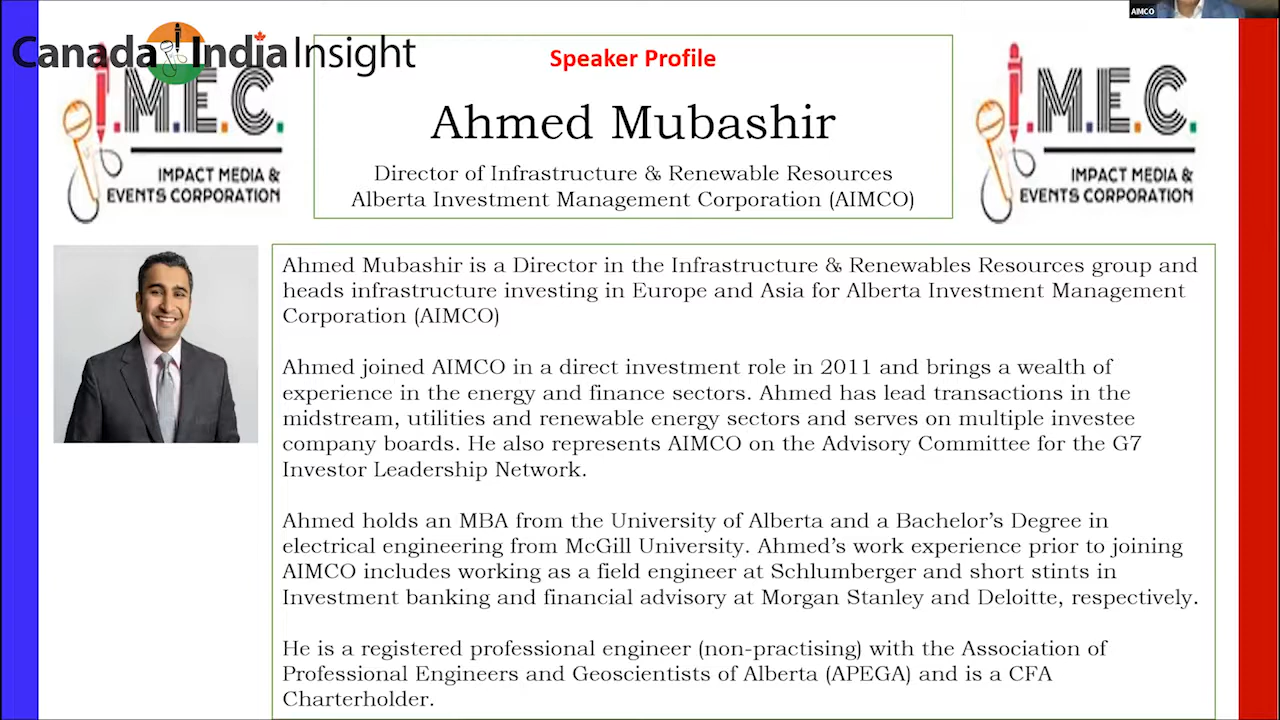 AIMCO
Canada India Insight
Speaker Profile
I.M.E.C.
IMPACT MEDIA &
EVENTS CORPORATION
Ahmed Mubashir
Director of Infrastructure & Renewable Resources
Alberta Investment Management Corporation (AIMCO)
I.M.E.C.
IMPACT MEDIA &
EVENTS CORPORATION
Ahmed Mubashir is a Director in the Infrastructure & Renewables Resources group and
heads infrastructure investing in Europe and Asia for Alberta Investment Management
Corporation (AIMCO)
Ahmed joined AIMCO in a direct investment role in 2011 and brings a wealth of
experience in the energy and finance sectors. Ahmed has lead transactions in the
midstream, utilities and renewable energy sectors and serves on multiple investee
company boards. He also represents AIMCO on the Advisory Committee for the G7
Investor Leadership Network.
Ahmed holds an MBA from the University of Alberta and a Bachelor's Degree in
electrical engineering from McGill University. Ahmed's work experience prior to joining
AIMCO includes working as a field engineer at Schlumberger and short stints in
Investment banking and financial advisory at Morgan Stanley and Deloitte, respectively.
He is a registered professional engineer (non-practising) with the Association of
Professional Engineers and Geoscientists of Alberta (APEGA) and is a CFA
Charterholder.